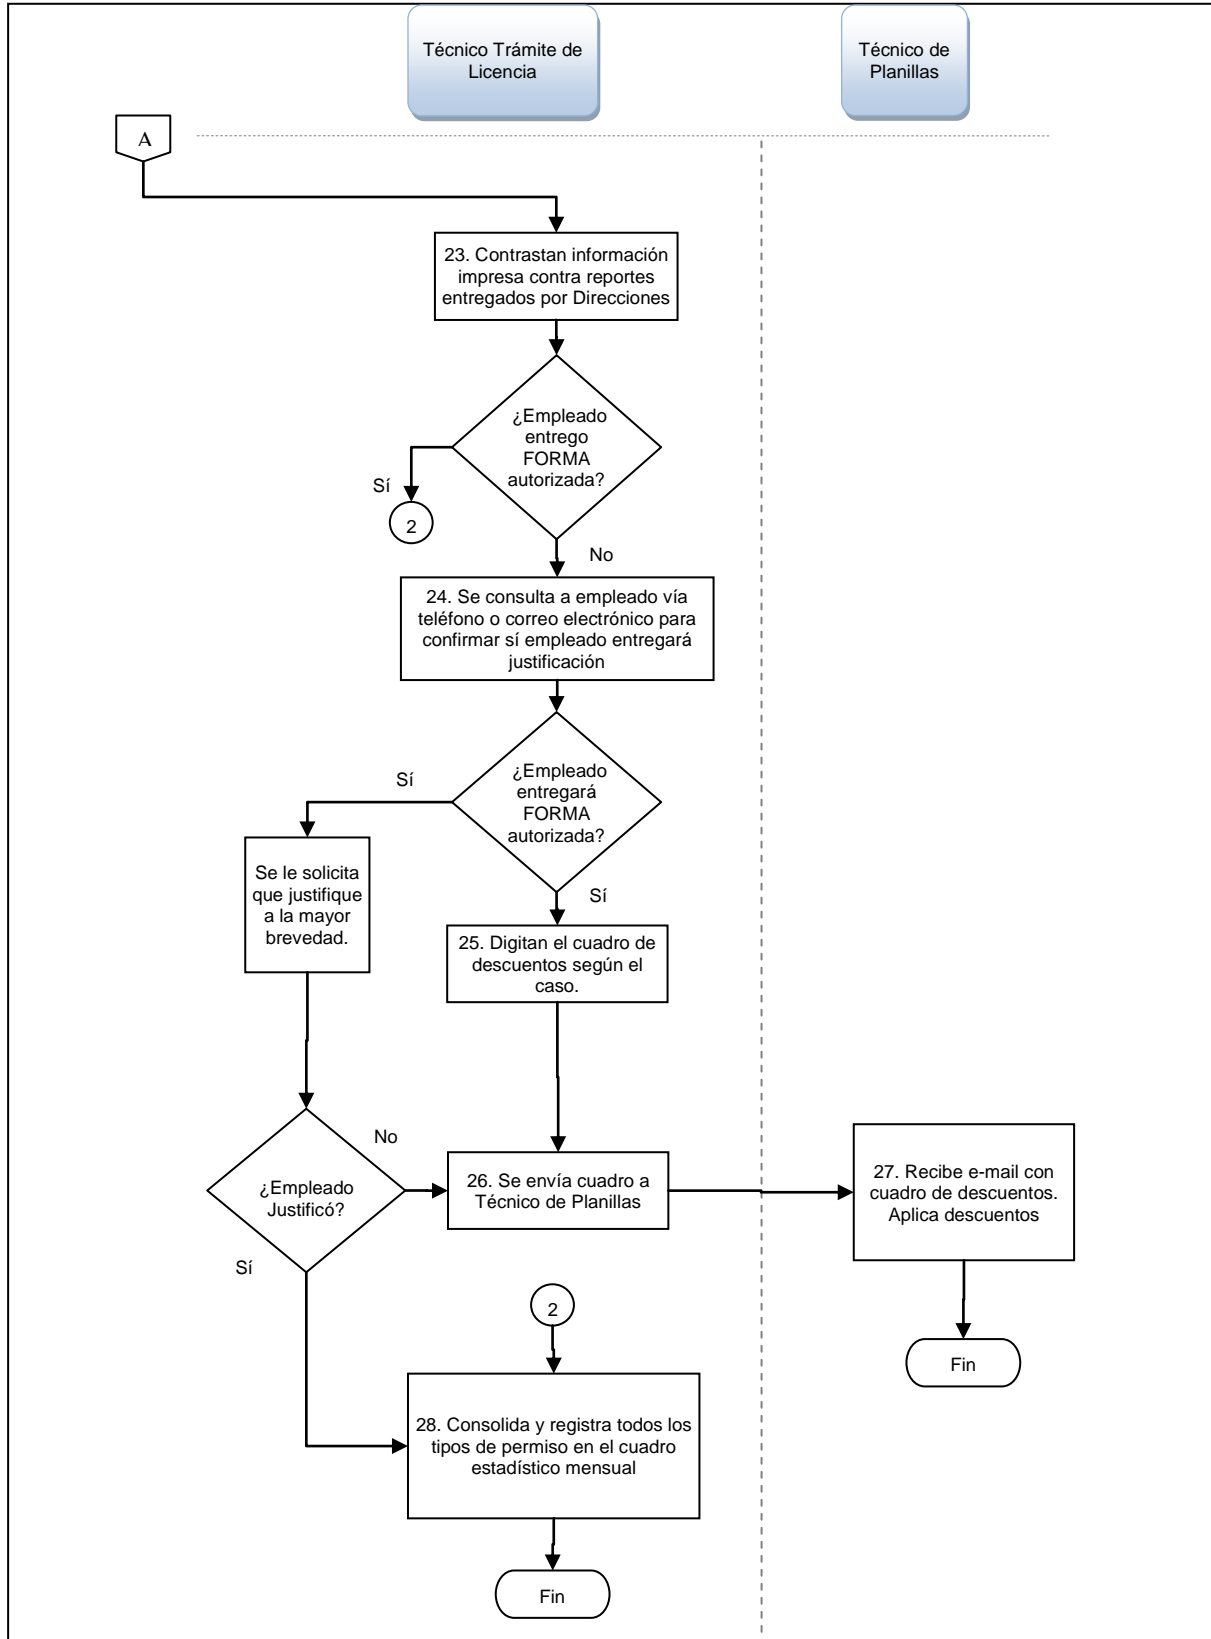 Técnico Trámite de
Licencia
Técnico de
Planillas
A
23. Contrastan información
impresa contra reportes
entregados por Direcciones
¿Empleado
entrego
FORMA
autorizada?
Sí
2
No
24. Se consulta a empleado vía
teléfono o correo electrónico para
confirmar sí empleado entregará
justificación
¿Empleado
entregará
FORMA
autorizada?
Sí
Sí
Se le solicita
que justifique
a la mayor
brevedad.
25. Digitan el cuadro de
descuentos según el
caso.
¿Empleado
Justificó?
No
Sí
26. Se envía cuadro a
Técnico de Planillas
27. Recibe e-mail con
cuadro de descuentos.
Aplica descuentos
Fin
2
28. Consolida y registra todos los
tipos de permiso en el cuadro
estadístico mensual
Fin